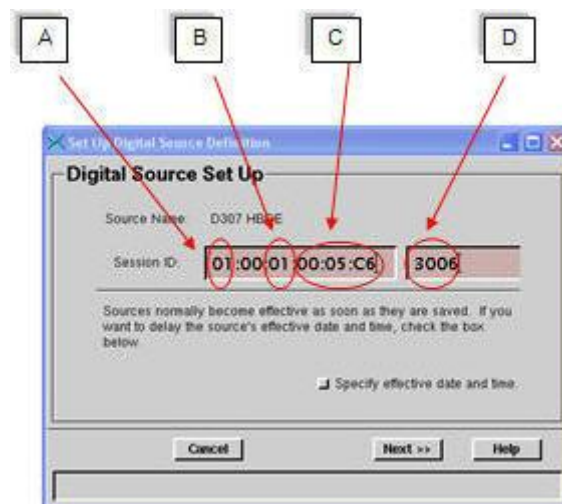 A B C D
Set Up Digital Source Definition
Digital Source Set Up
Source Name: D307 HBDE
Session ID: 01:00:01:00:05:C6 3006
Sources normally become effective as soon as they are saved. If you
want to delay the source's effective date and time, check the box
below.
Specify effective date and time.
Cancel Next >> Help